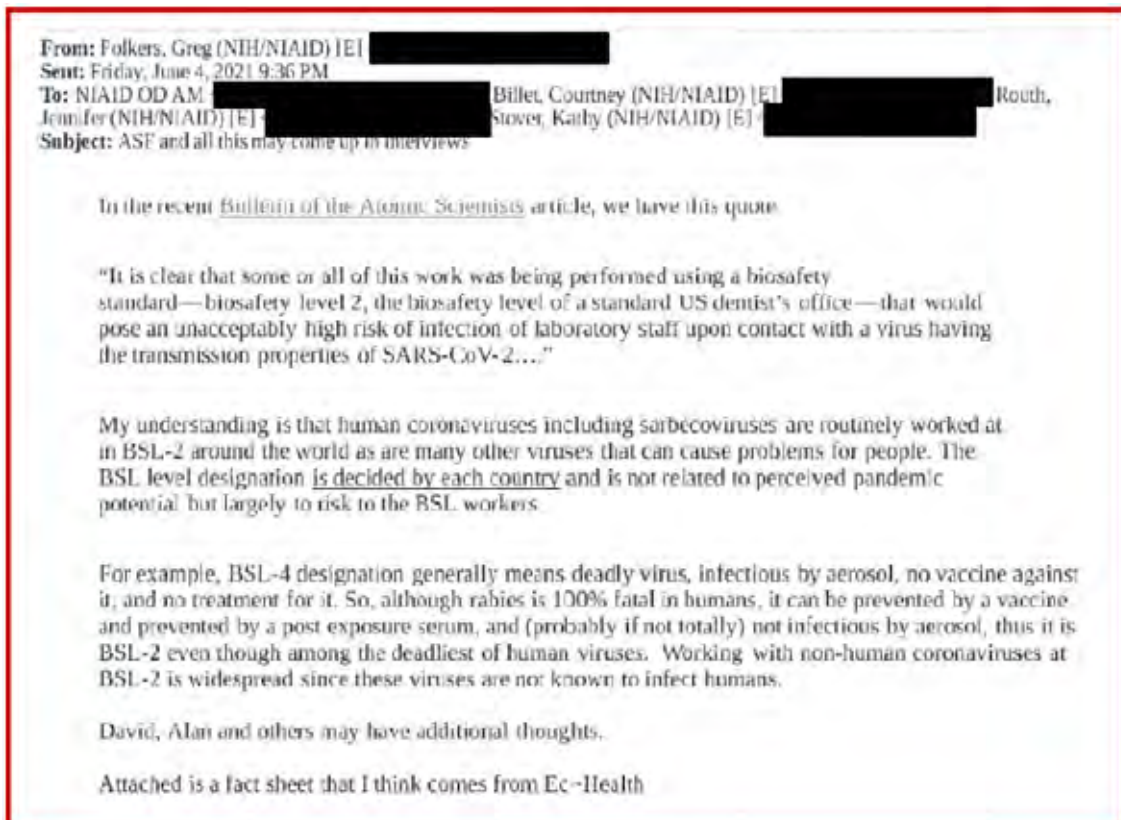 From: Folkers, Greg (NIH/NIAID) [E]
Sent: Friday, June 4, 2021 9:36 PM
To: NIAID OD AM Billet, Courtney (NIH/NIAID) [E] Routh,
Jennifer (NIH/NIAID) [E] Stover, Kathy (NIH/NIAID) [E]
Subject: ASF and all this may come up in interviews
In the recent Bulletin of the Atomic Scientists article, we have this quote
“It is clear that some or all of this work was being performed using a biosafety
standard—biosafety level 2, the biosafety level of a standard US dentist’s office—that would
pose an unacceptably high risk of infection of laboratory staff upon contact with a virus having
the transmission properties of SARS-CoV-2....”
My understanding is that human coronaviruses including sarbecoviruses are routinely worked at
in BSL-2 around the world as are many other viruses that can cause problems for people. The
BSL level designation is decided by each country and is not related to perceived pandemic
potential but largely to risk to the BSL workers
For example, BSL-4 designation generally means deadly virus, infectious by aerosol, no vaccine against
it, and no treatment for it. So, although rabies is 100% fatal in humans, it can be prevented by a vaccine
and prevented by a post exposure serum, and (probably if not totally) not infectious by aerosol, thus it is
BSL-2 even though among the deadliest of human viruses. Working with non-human coronaviruses at
BSL-2 is widespread since these viruses are not known to infect humans.
David, Alan and others may have additional thoughts.
Attached is a fact sheet that I think comes from Ec~Health